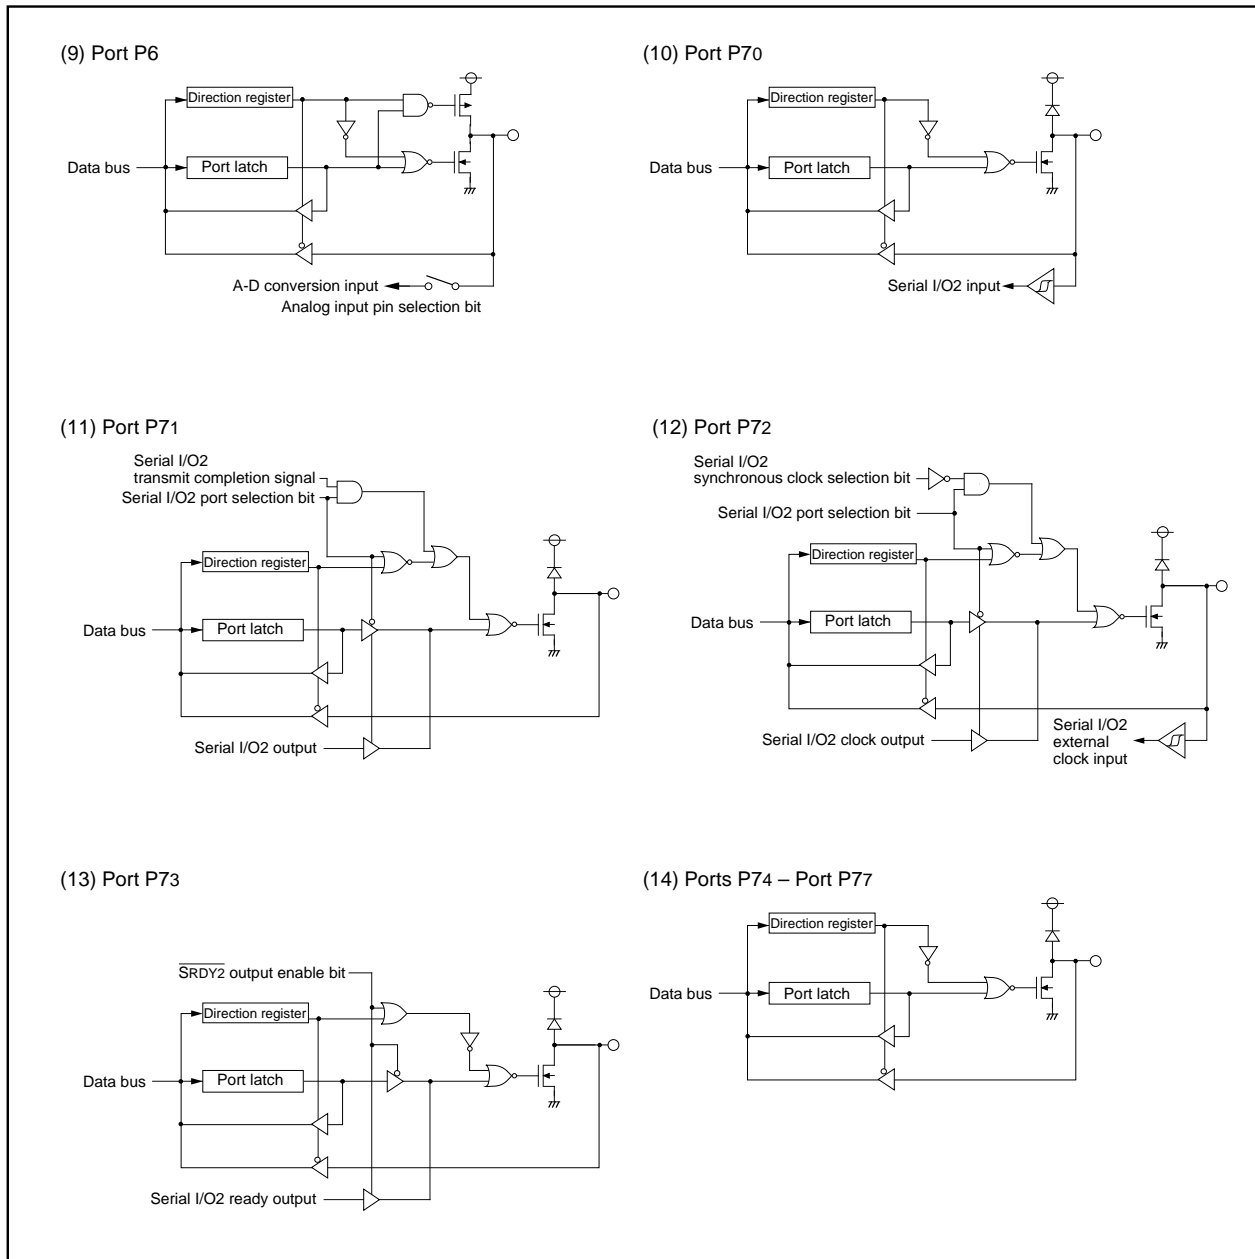 (9) Port P6
Direction register
Data bus
Port latch
A-D conversion input
Analog input pin selection bit
(10) Port P70
Direction register
Data bus
Port latch
Serial I/O2 input
(11) Port P71
Serial I/O2
transmit completion signal
Serial I/O2 port selection bit
Direction register
Data bus
Port latch
Serial I/O2 output
(12) Port P72
Serial I/O2
synchronous clock selection bit
Serial I/O2 port selection bit
Direction register
Data bus
Port latch
Serial I/O2 clock output
Serial I/O2
external
clock input
(13) Port P73
SRDY2 output enable bit
Direction register
Data bus
Port latch
Serial I/O2 ready output
(14) Ports P74 – Port P77
Direction register
Data bus
Port latch